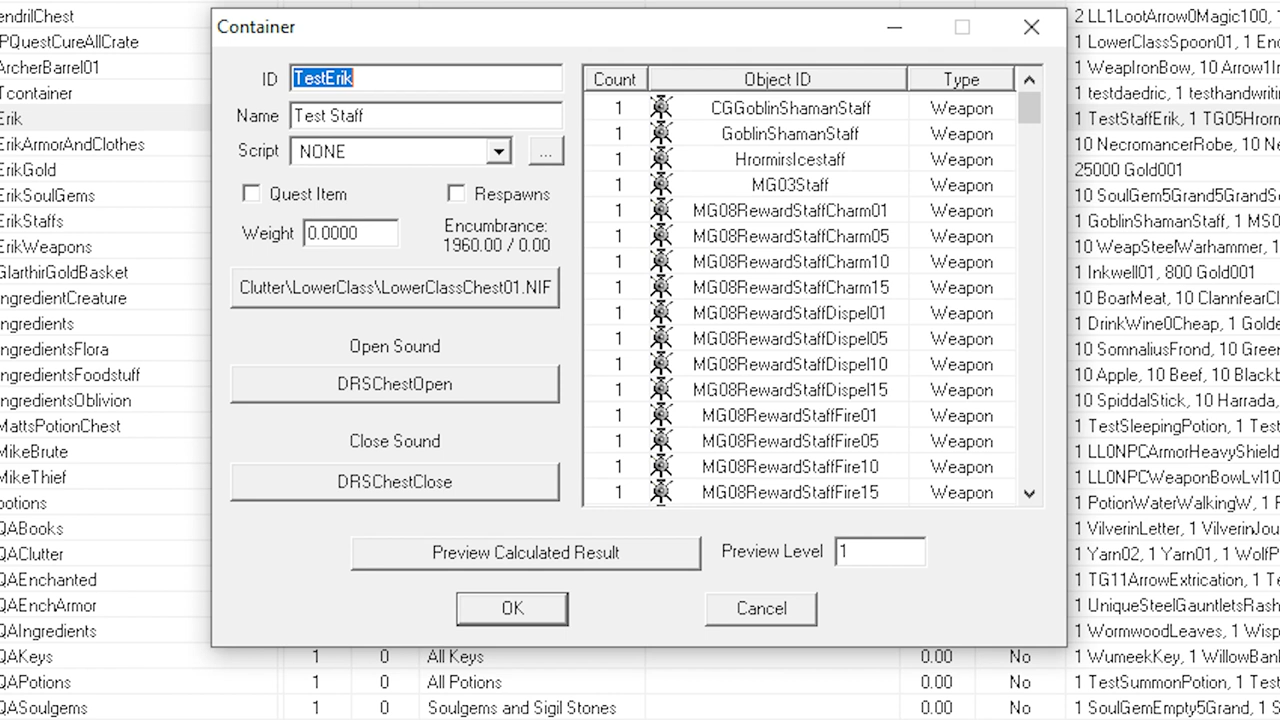 Container
ID TestErik
Name Test Staff
Script NONE ...
Quest Item Respawns
Weight 0.0000 Encumbrance:
1960.00 / 0.00
Clutter\LowerClass\LowerClassChest01.NIF
Open Sound
DRSChestOpen
Close Sound
DRSChestClose
Count Object ID Type
1 CGGoblinShamanStaff Weapon
1 GoblinShamanStaff Weapon
1 HrormirsIcestaff Weapon
1 MG03Staff Weapon
1 MG08RewardStaffCharm01 Weapon
1 MG08RewardStaffCharm05 Weapon
1 MG08RewardStaffCharm10 Weapon
1 MG08RewardStaffCharm15 Weapon
1 MG08RewardStaffDispel01 Weapon
1 MG08RewardStaffDispel05 Weapon
1 MG08RewardStaffDispel10 Weapon
1 MG08RewardStaffDispel15 Weapon
1 MG08RewardStaffFire01 Weapon
1 MG08RewardStaffFire05 Weapon
1 MG08RewardStaffFire10 Weapon
1 MG08RewardStaffFire15 Weapon
Preview Calculated Result Preview Level 1
OK Cancel
endrilChest 2 LL1LootArrow0Magic100,
PQuestCureAllCrate 1 LowerClassSpoon01, 1 End
ArcherBarrel01 1 WeapIronBow, 10 Arrow1Ir
Tcontainer 1 testdaedric, 1 testhandwritin
Erik 1 TestStaffErik, 1 TG05Hrorm
ErikArmorAndClothes 10 NecromancerRobe, 10 Ne
ErikGold 25000 Gold001
ErikSoulGems 10 SoulGem5Grand5GrandS
ErikStaffs 1 GoblinShamanStaff, 1 MS0
ErikWeapons 10 WeapSteelWarhammer, 1
GlarthirGoldBasket 1 Inkwell01, 800 Gold001
ngredientCreature 10 BoarMeat, 10 ClannfearCl
ngredients 1 DrinkWine0Cheap, 1 Golde
ngredientsFlora 10 SomnaliusFrond, 10 Green
ngredientsFoodstuff 10 Apple, 10 Beef, 10 Blackb
ngredientsOblivion 10 SpiddalStick, 10 Harrada,
MattsPotionChest 1 TestSleepingPotion, 1 Test
MikeBrute 1 LL0NPCArmorHeavyShield
MikeThief 1 LL0NPCWeaponBowLvl10
potions 1 PotionWaterWalkingW, 1 P
QABooks 1 VilverinLetter, 1 VilverinJou
QAClutter 1 Yarn02, 1 Yarn01, 1 WolfP
QAEnchanted 1 TG11ArrowExtrication, 1 Te
QAEnchArmor 1 UniqueSteelGauntletsRash
QAIngredients 1 WormwoodLeaves, 1 Wisp
QAKeys 1 0 All Keys 0.00 No 1 WumeekKey, 1 WillowBan
QAPotions 1 0 All Potions 0.00 No 1 TestSummonPotion, 1 Test
QASoulgems 1 0 Soulgems and Sigil Stones 0.00 No 1 SoulGemEmpty5Grand, 1 S